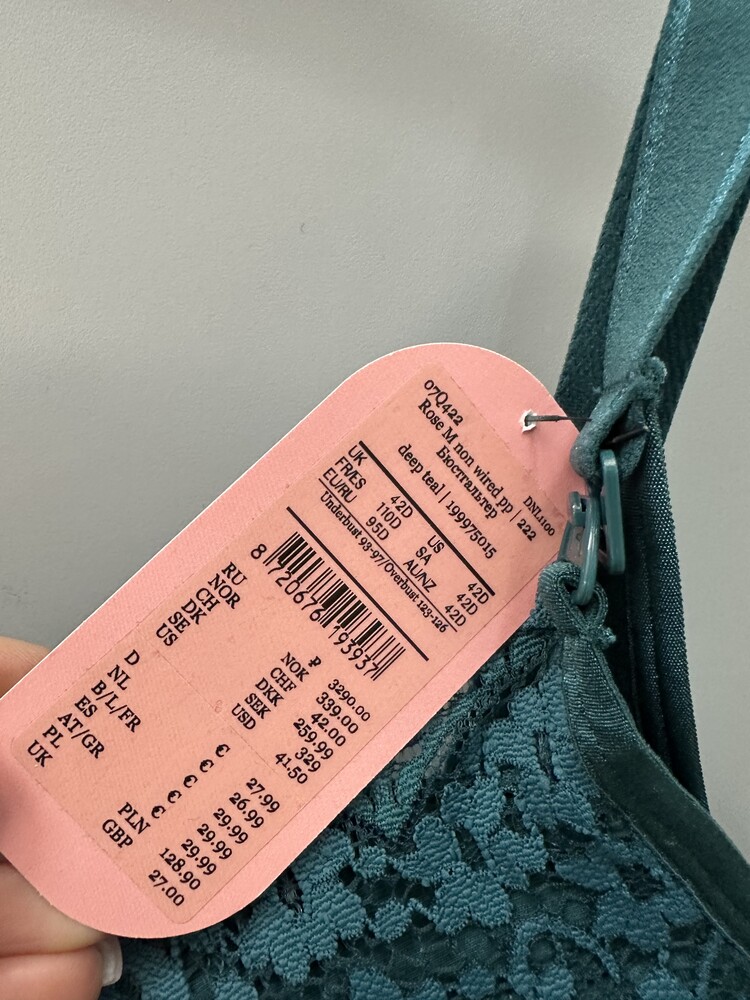 07Q422 DNL1100
Rose M non wired pp | 222
Бюстгальтер
deep teal | 199975015
UK 42D US 42D
FR/ES 110D SA 42D
EU/RU 95D AU/NZ 42D
Underbust 93-97/Overbust 123-126
8 720676 193937
RU ₽ 3290.00
NOR NOK 339.00
CH CHF 42.00
DK DKK 259.99
SE SEK 329
US USD 41.50
D € 27.99
NL € 26.99
B/L/FR € 29.99
ES € 29.99
AT/GR € 29.99
PL PLN 128.90
UK GBP 27.00